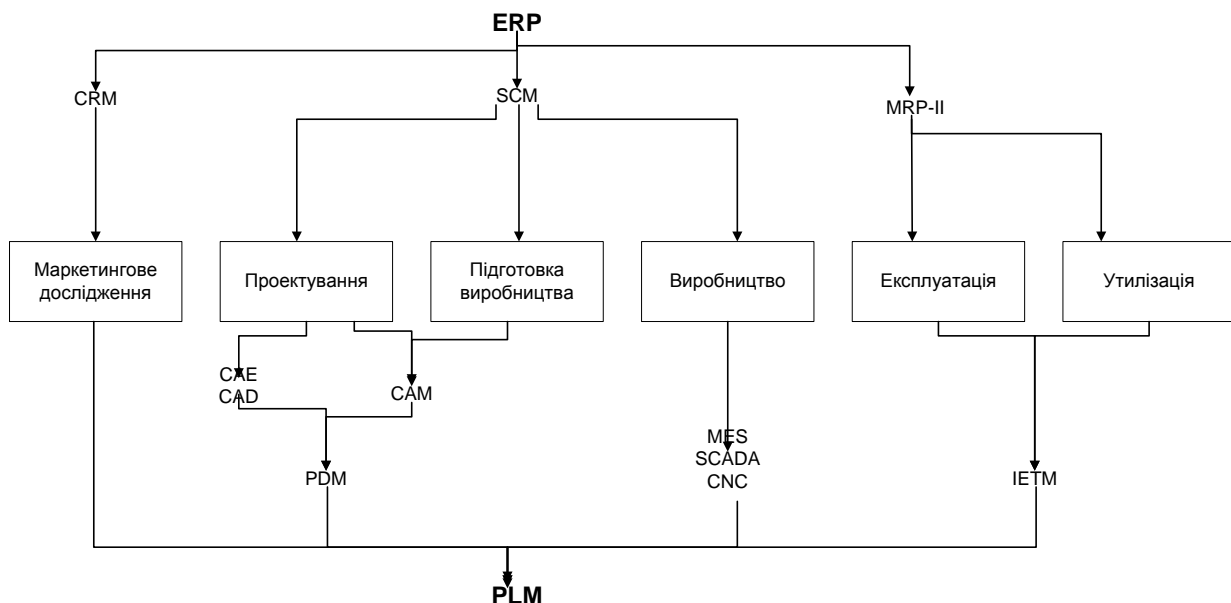 ERP
CRM
SCM
MRP-II
Маркетингове
дослідження
Проектування
Підготовка
виробництва
Виробництво
Експлуатація
Утилізація
CAE
CAD
CAM
PDM
MES
SCADA
CNC
IETM
PLM